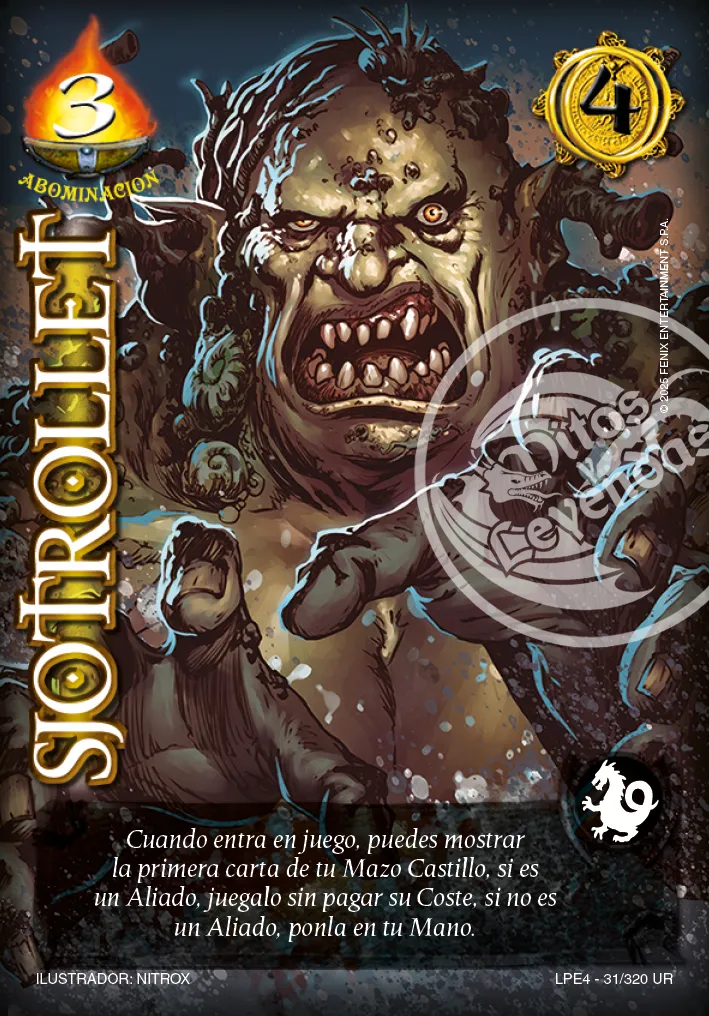 3
4
ABOMINACION
SJOTROLLET
© 2025 FENIX ENTERTAINMENT S.P.A.
Mitos
y
Leyendas
Cuando entra en juego, puedes mostrar
la primera carta de tu Mazo Castillo, si es
un Aliado, juegalo sin pagar su Coste, si no es
un Aliado, ponla en tu Mano.
ILUSTRADOR: NITROX
LPE4 - 31/320 UR